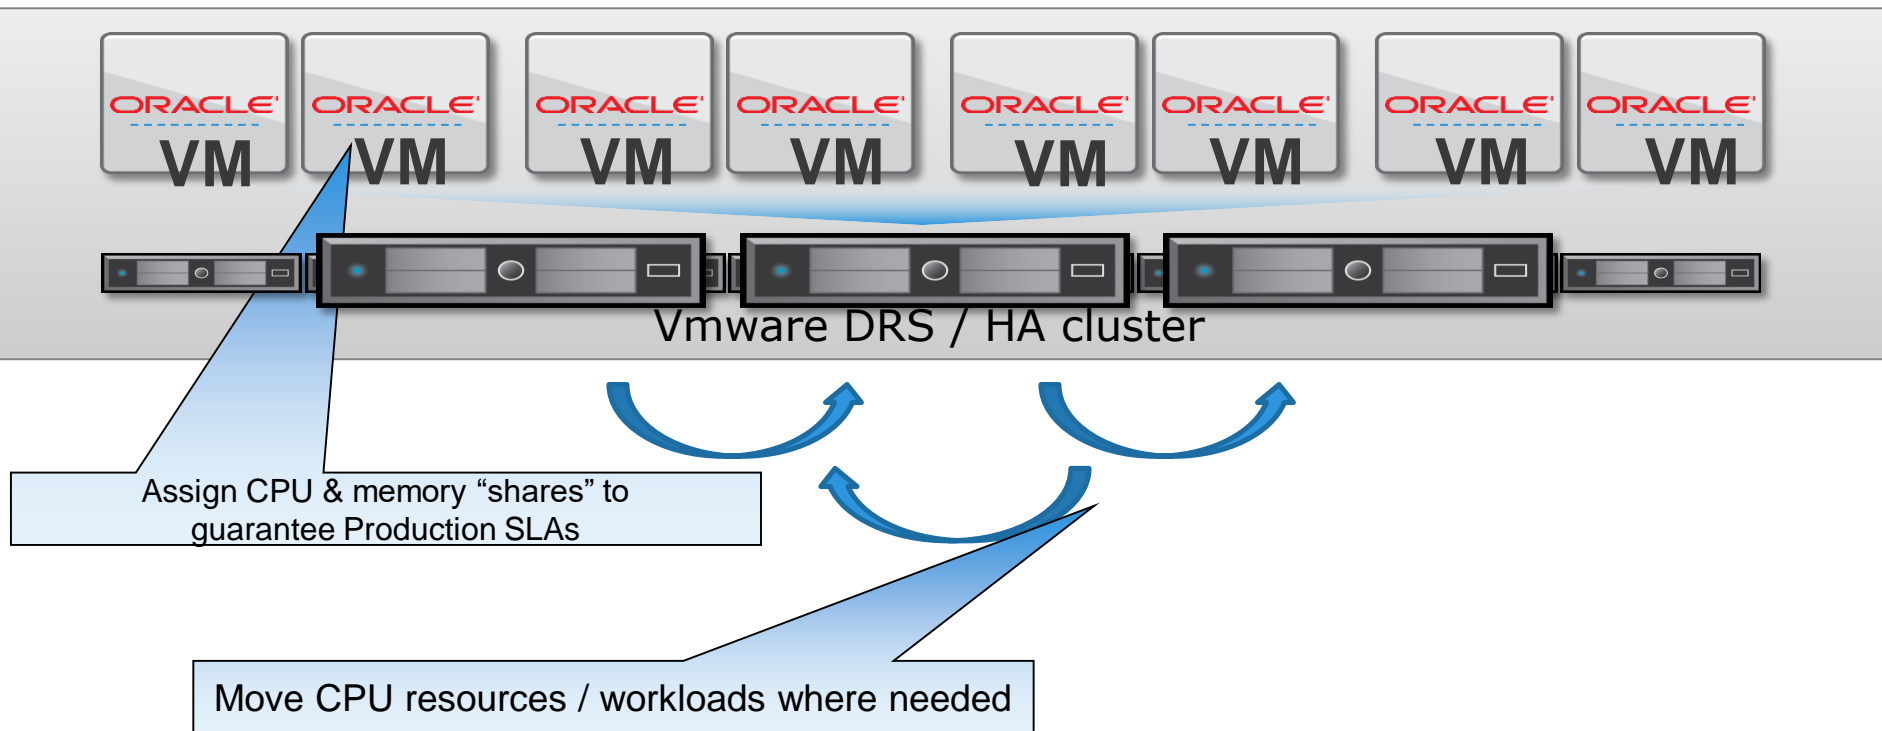 ORACLE ORACLE ORACLE ORACLE ORACLE ORACLE ORACLE ORACLE
VM VM VM VM VM VM VM VM
Vmware DRS / HA cluster
Assign CPU & memory “shares” to
guarantee Production SLAs
Move CPU resources / workloads where needed